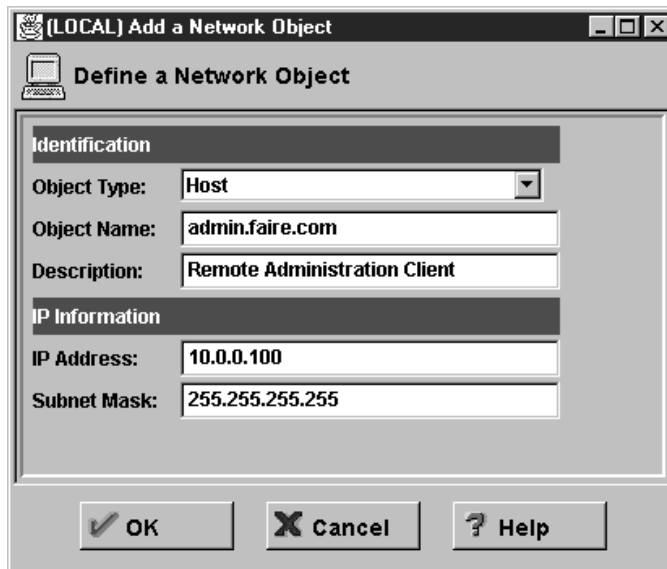 (LOCAL) Add a Network Object
Define a Network Object
Identification
Object Type: Host
Object Name: admin.faire.com
Description: Remote Administration Client
IP Information
IP Address: 10.0.0.100
Subnet Mask: 255.255.255.255
OK Cancel Help